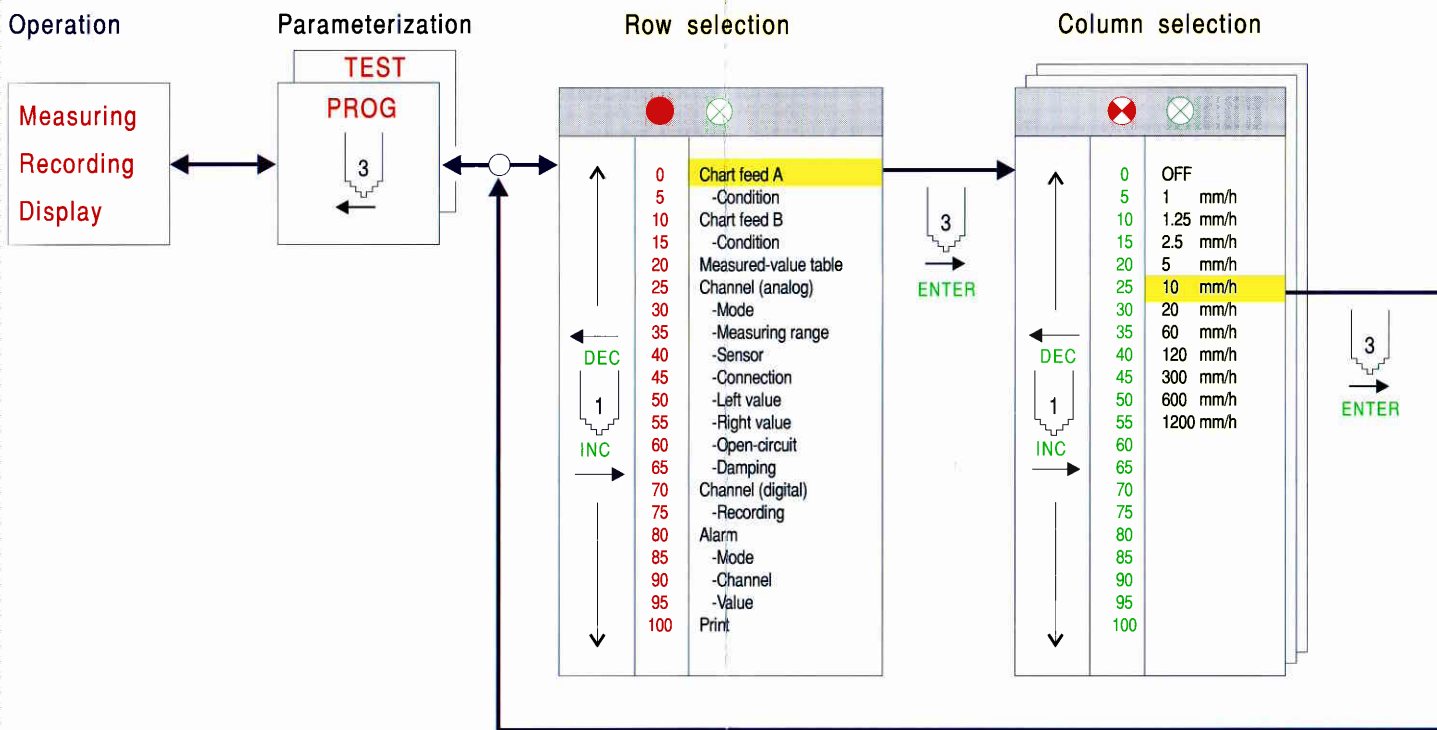 Operation
Parameterization
Row selection
Column selection
Measuring
Recording
Display
TEST
PROG
3
DEC
1
INC
0 Chart feed A
5 -Condition
10 Chart feed B
15 -Condition
20 Measured-value table
25 Channel (analog)
30 -Mode
35 -Measuring range
40 -Sensor
45 -Connection
50 -Left value
55 -Right value
60 -Open-circuit
65 -Damping
70 Channel (digital)
75 -Recording
80 Alarm
85 -Mode
90 -Channel
95 -Value
100 Print
3
ENTER
DEC
1
INC
0 OFF
5 1 mm/h
10 1.25 mm/h
15 2.5 mm/h
20 5 mm/h
25 10 mm/h
30 20 mm/h
35 60 mm/h
40 120 mm/h
45 300 mm/h
50 600 mm/h
55 1200 mm/h
60
65
70
75
80
85
90
95
100
3
ENTER